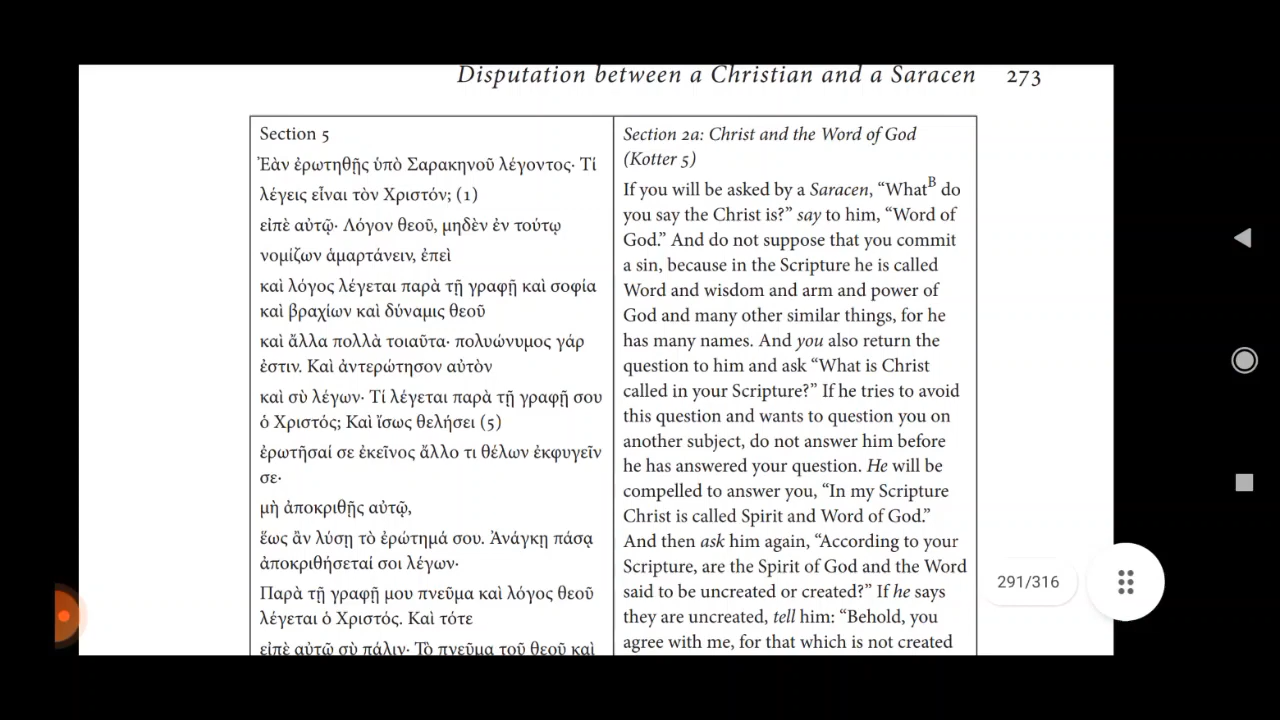 Disputation between a Christian and a Saracen 273
Section 5
Ἐὰν ἐρωτηθῇς ὑπὸ Σαρακηνοῦ λέγοντος· Τί
λέγεις εἶναι τὸν Χριστόν; (1)
εἰπὲ αὐτῷ· Λόγον θεοῦ, μηδὲν ἐν τούτῳ
νομίζων ἁμαρτάνειν, ἐπεὶ
καὶ λόγος λέγεται παρὰ τῇ γραφῇ καὶ σοφία
καὶ βραχίων καὶ δύναμις θεοῦ
καὶ ἄλλα πολλὰ τοιαῦτα· πολυώνυμος γάρ
ἐστιν. Καὶ ἀντερώτησον αὐτὸν
καὶ σὺ λέγων· Τί λέγεται παρὰ τῇ γραφῇ σου
ὁ Χριστός; Καὶ ἴσως θελήσει (5)
ἐρωτῆσαί σε ἐκεῖνος ἄλλο τι θέλων ἐκφυγεῖν
σε·
μὴ ἀποκριθῇς αὐτῷ,
ἕως ἂν λύσῃ τὸ ἐρώτημά σου. Ἀνάγκῃ πάσᾳ
ἀποκριθήσεταί σοι λέγων·
Παρὰ τῇ γραφῇ μου πνεῦμα καὶ λόγος θεοῦ
λέγεται ὁ Χριστός. Καὶ τότε
εἰπὲ αὐτῷ σὺ πάλιν· Τὸ πνεῦμα τοῦ θεοῦ καὶ
Section 2a: Christ and the Word of God
(Kotter 5)
If you will be asked by a Saracen, “Whatᴮ do
you say the Christ is?” say to him, “Word of
God.” And do not suppose that you commit
a sin, because in the Scripture he is called
Word and wisdom and arm and power of
God and many other similar things, for he
has many names. And you also return the
question to him and ask “What is Christ
called in your Scripture?” If he tries to avoid
this question and wants to question you on
another subject, do not answer him before
he has answered your question. He will be
compelled to answer you, “In my Scripture
Christ is called Spirit and Word of God.”
And then ask him again, “According to your
Scripture, are the Spirit of God and the Word
said to be uncreated or created?” If he says
they are uncreated, tell him: “Behold, you
agree with me, for that which is not created
291/316